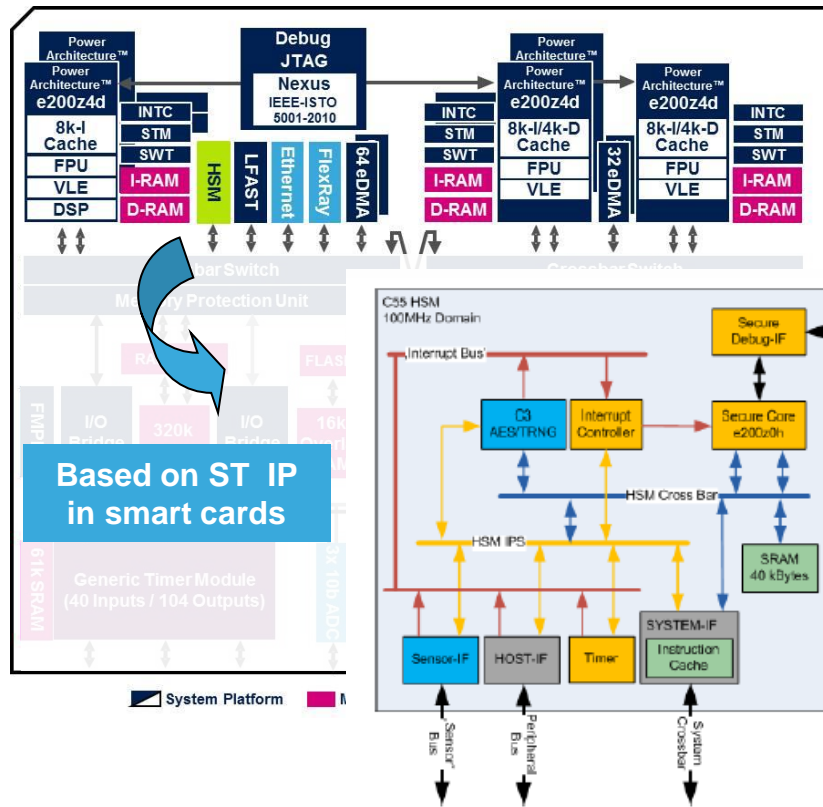 Power
Architecture™
Power
Architecture™
e200z4d
8k-I
Cache
FPU
VLE
DSP
INTC
STM
SWT
I-RAM
D-RAM
HSM
LFAST
Ethernet
FlexRay
64 eDMA
Debug
JTAG
Nexus
IEEE-ISTO
5001-2010
INTC
STM
SWT
I-RAM
D-RAM
Power
Architecture™
Power
Architecture™
e200z4d
8k-I/4k-D
Cache
FPU
VLE
32 eDMA
Power
Architecture™
e200z4d
8k-I/4k-D
Cache
FPU
VLE
INTC
STM
SWT
I-RAM
D-RAM
Switch
Memory Protection Unit
I/O
Bridge
320k
I/O
Bridge
16k
Based on ST IP
in smart cards
61k SRAM
Generic Timer Module
(40 Inputs / 104 Outputs)
3x 10b ADC
System Platform
C55 HSM
100MHz Domain
Interrupt Bus
C3
AES/TRNG
Interrupt
Controller
Secure
Debug-IF
Secure Core
e200z0h
HSM Cross Bar
HSM IPS
SRAM
40 kBytes
Sensor-IF
HOST-IF
Timer
SYSTEM-IF
Instruction
Cache
"Sensor"
Bus
Peripheral
Bus
System
Crossbar